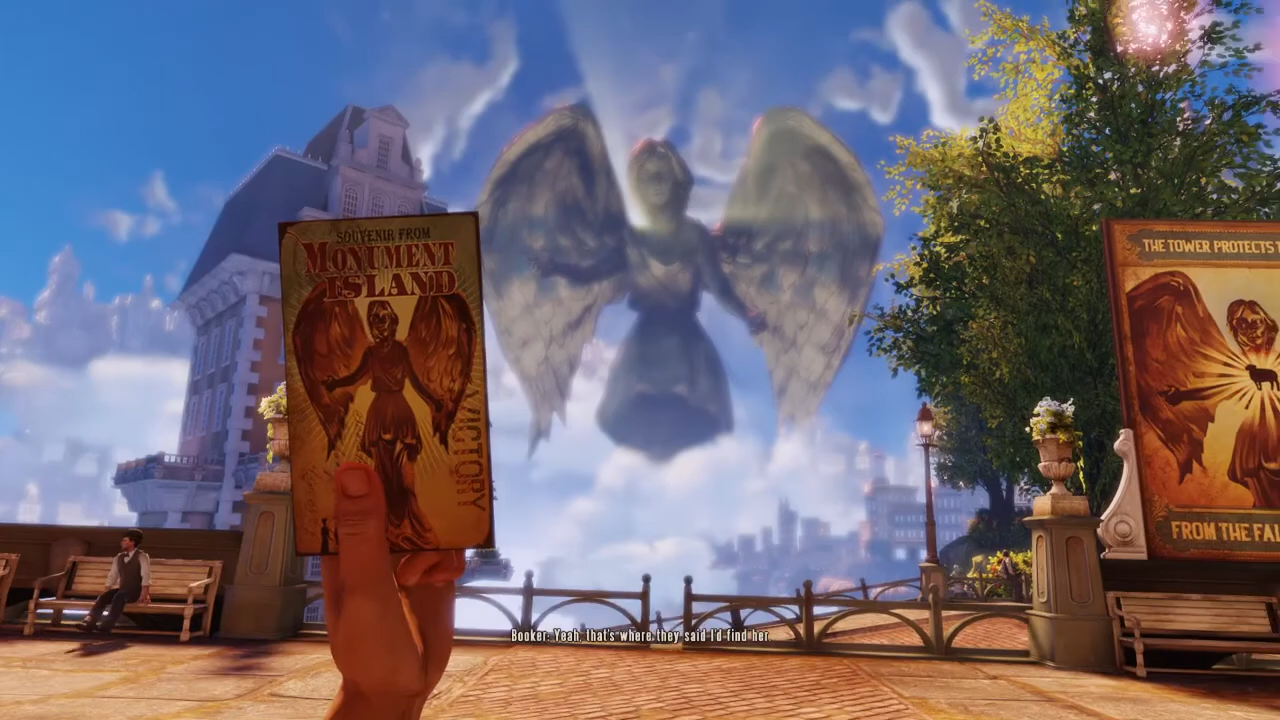 SOUVENIR FROM
MONUMENT
ISLAND
VICTORY
THE TOWER PROTECTS
FROM THE FAL
Booker: Yeah, that's where they said I'd find her.